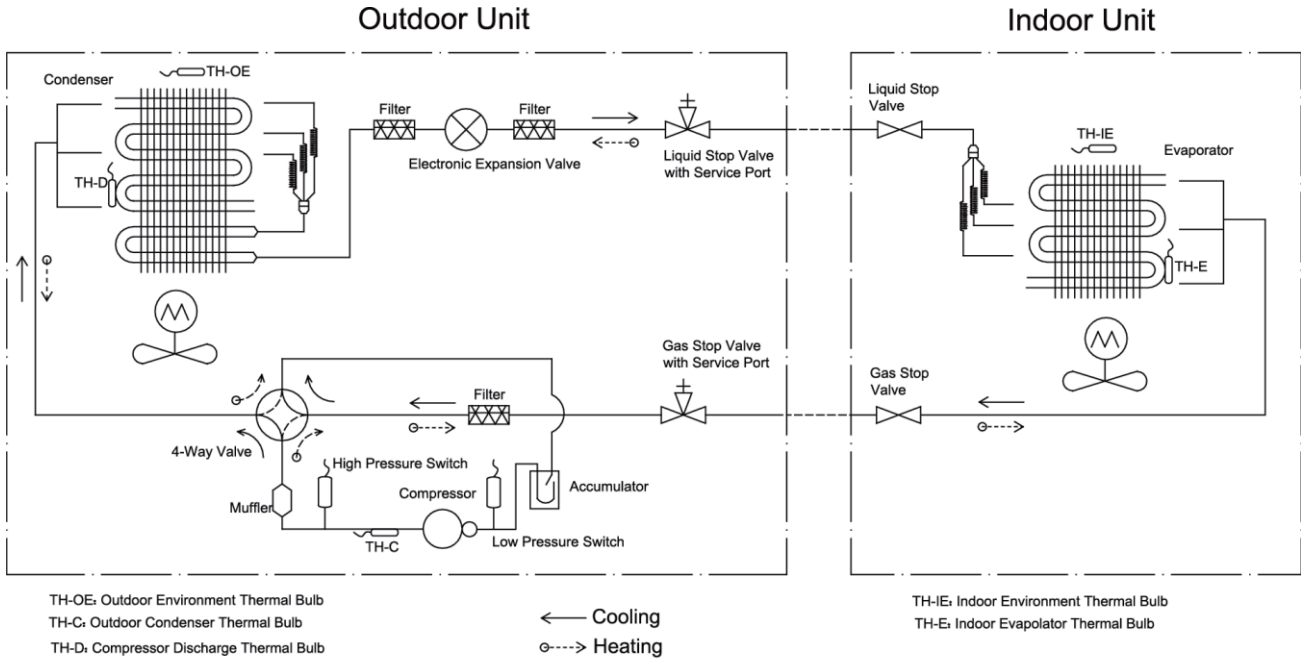 Outdoor Unit
Indoor Unit
Condenser
TH-OE
Filter
Filter
Electronic Expansion Valve
Liquid Stop Valve
with Service Port
Liquid Stop
Valve
TH-IE
Evaporator
TH-D
TH-E
Gas Stop Valve
with Service Port
Gas Stop
Valve
Filter
4-Way Valve
High Pressure Switch
Compressor
Accumulator
Muffler
TH-C
Low Pressure Switch
TH-OE: Outdoor Environment Thermal Bulb
TH-C: Outdoor Condenser Thermal Bulb
TH-D: Compressor Discharge Thermal Bulb
Cooling
Heating
TH-IE: Indoor Environment Thermal Bulb
TH-E: Indoor Evapolator Thermal Bulb